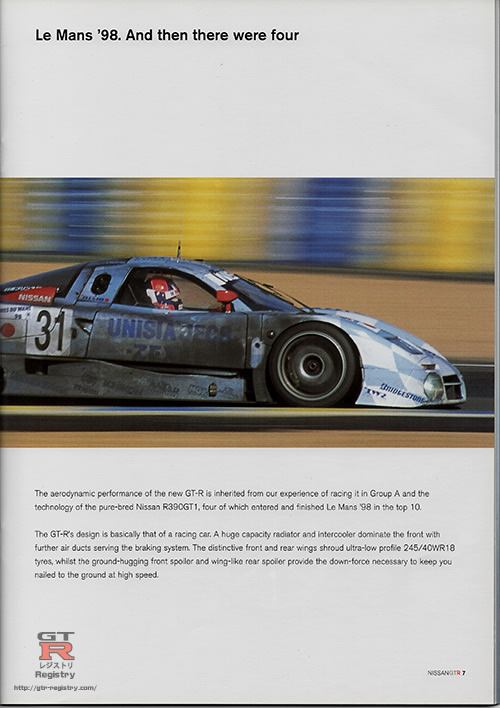 Le Mans '98. And then there were four
NISSAN
31
UNISIA JECS
BRIDGESTONE
The aerodynamic performance of the new GT-R is inherited from our experience of racing it in Group A and the
technology of the pure-bred Nissan R390GT1, four of which entered and finished Le Mans '98 in the top 10.
The GT-R's design is basically that of a racing car. A huge capacity radiator and intercooler dominate the front with
further air ducts serving the braking system. The distinctive front and rear wings shroud ultra-low profile 245/40WR18
tyres, whilst the ground-hugging front spoiler and wing-like rear spoiler provide the down-force necessary to keep you
nailed to the ground at high speed.
GT
R
レジストリ
Registry
http://gtr-registry.com/
NISSANGTR 7